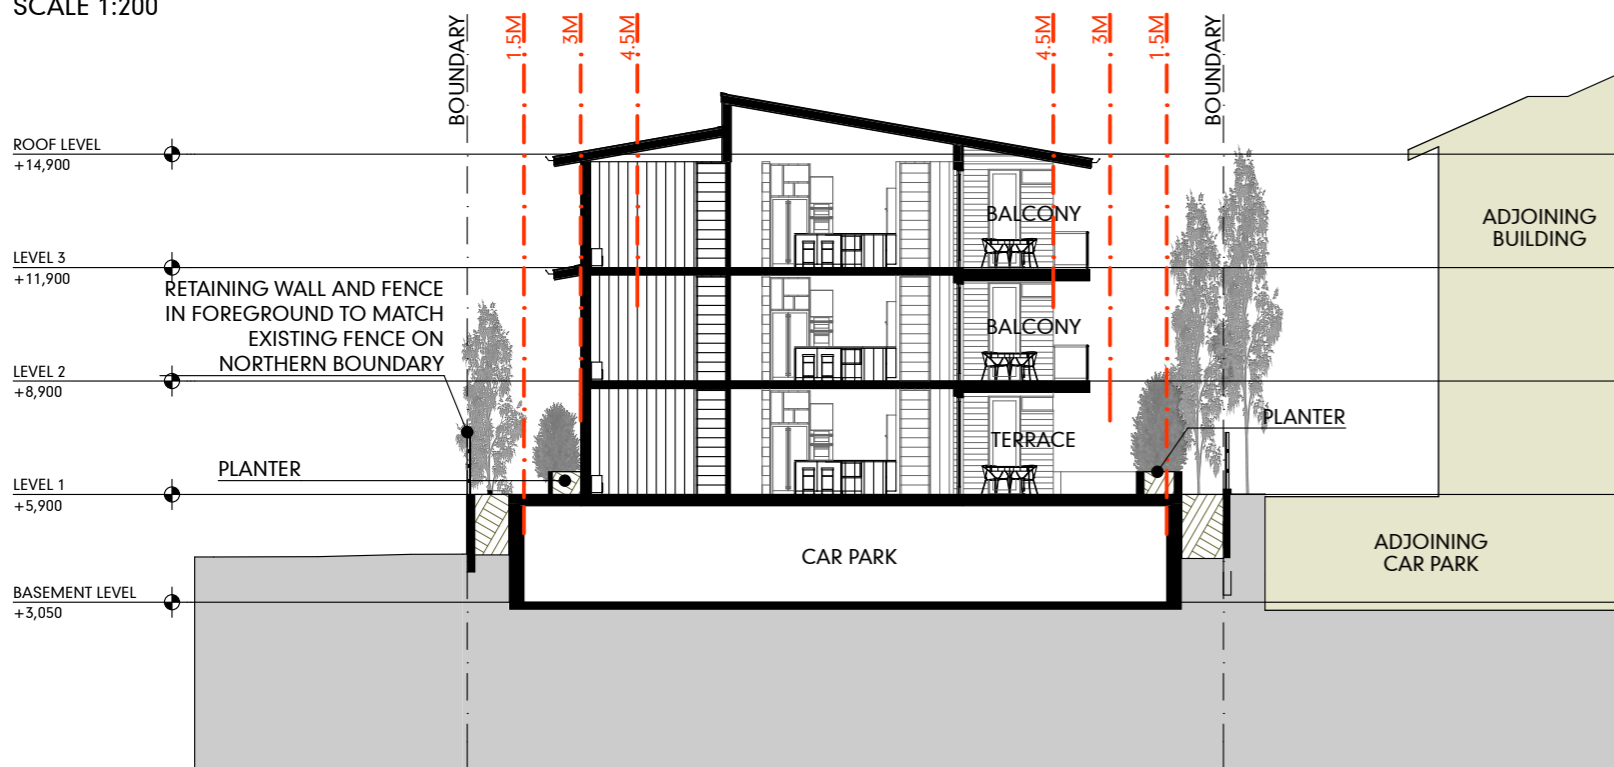 SCALE 1:200
BOUNDARY
1.5M
3M
4.5M
4.5M
3M
1.5M
BOUNDARY
ROOF LEVEL
+14,900
ADJOINING
BUILDING
BALCONY
LEVEL 3
+11,900
RETAINING WALL AND FENCE
IN FOREGROUND TO MATCH
EXISTING FENCE ON
NORTHERN BOUNDARY
BALCONY
LEVEL 2
+8,900
PLANTER
TERRACE
PLANTER
LEVEL 1
+5,900
CAR PARK
ADJOINING
CAR PARK
BASEMENT LEVEL
+3,050